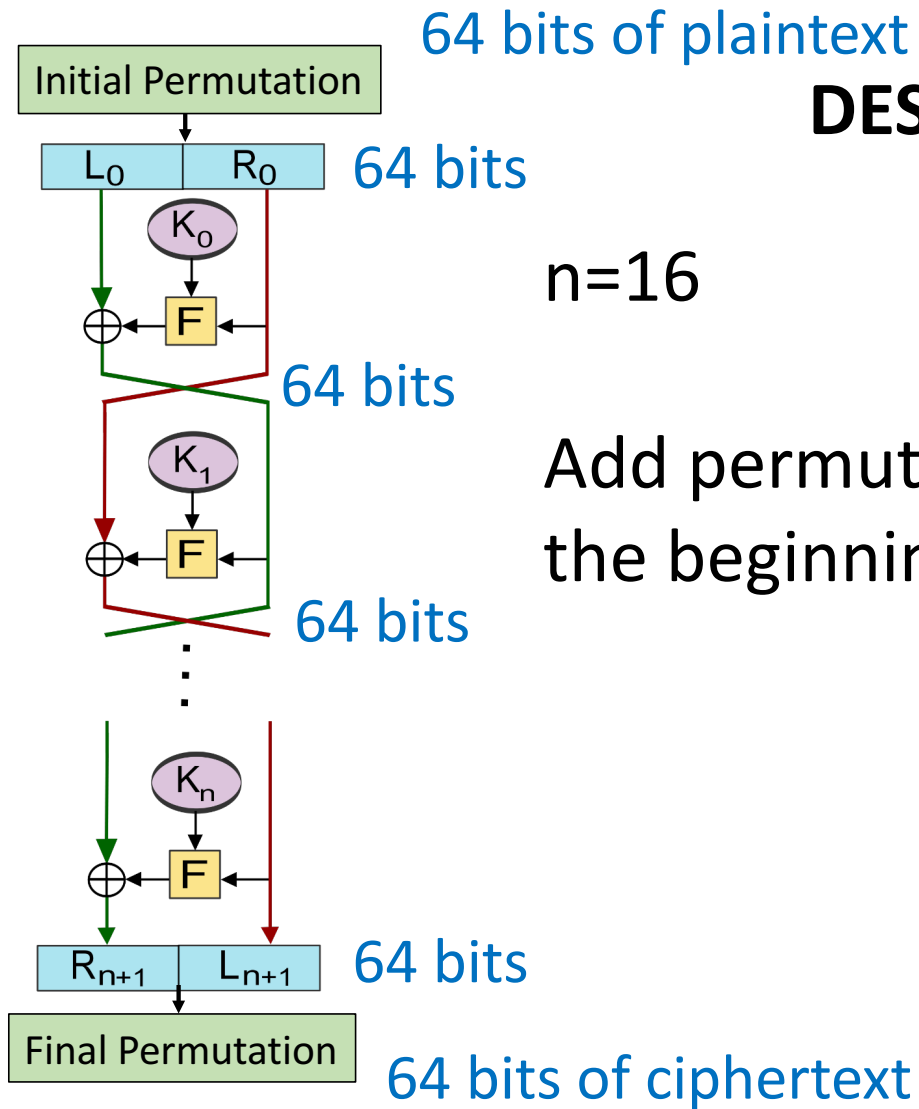 64 bits of plaintext
Initial Permutation
DES
L₀ R₀ 64 bits
K₀
n=16
F
64 bits
Add permut
K₁
the beginnin
F
64 bits
⋮
Kₙ
F
Rₙ₊₁ Lₙ₊₁ 64 bits
Final Permutation
64 bits of ciphertext